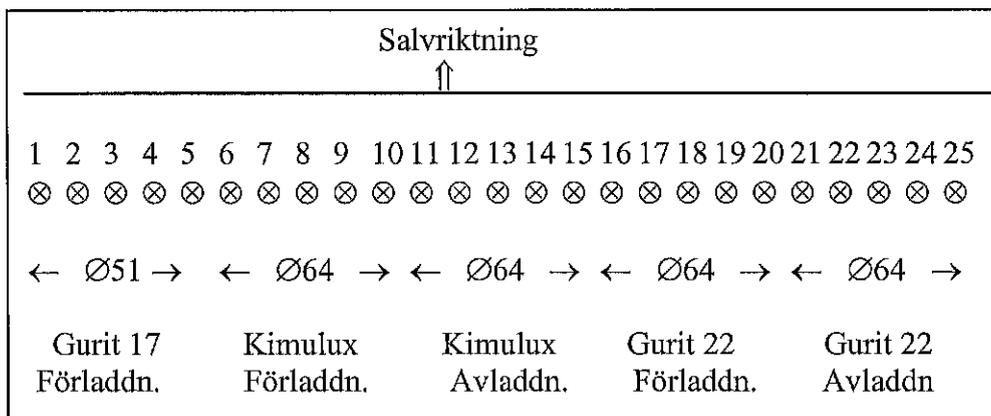 Salvriktning
⇑
1 2 3 4 5 6 7 8 9 10 11 12 13 14 15 16 17 18 19 20 21 22 23 24 25
⊗ ⊗ ⊗ ⊗ ⊗ ⊗ ⊗ ⊗ ⊗ ⊗ ⊗ ⊗ ⊗ ⊗ ⊗ ⊗ ⊗ ⊗ ⊗ ⊗ ⊗ ⊗ ⊗ ⊗ ⊗
← Ø51 → ← Ø64 → ← Ø64 → ← Ø64 → ← Ø64 →
Gurit 17 Kimulux Kimulux Gurit 22 Gurit 22
Förladdn. Förladdn. Avladdn. Förladdn. Avladdn